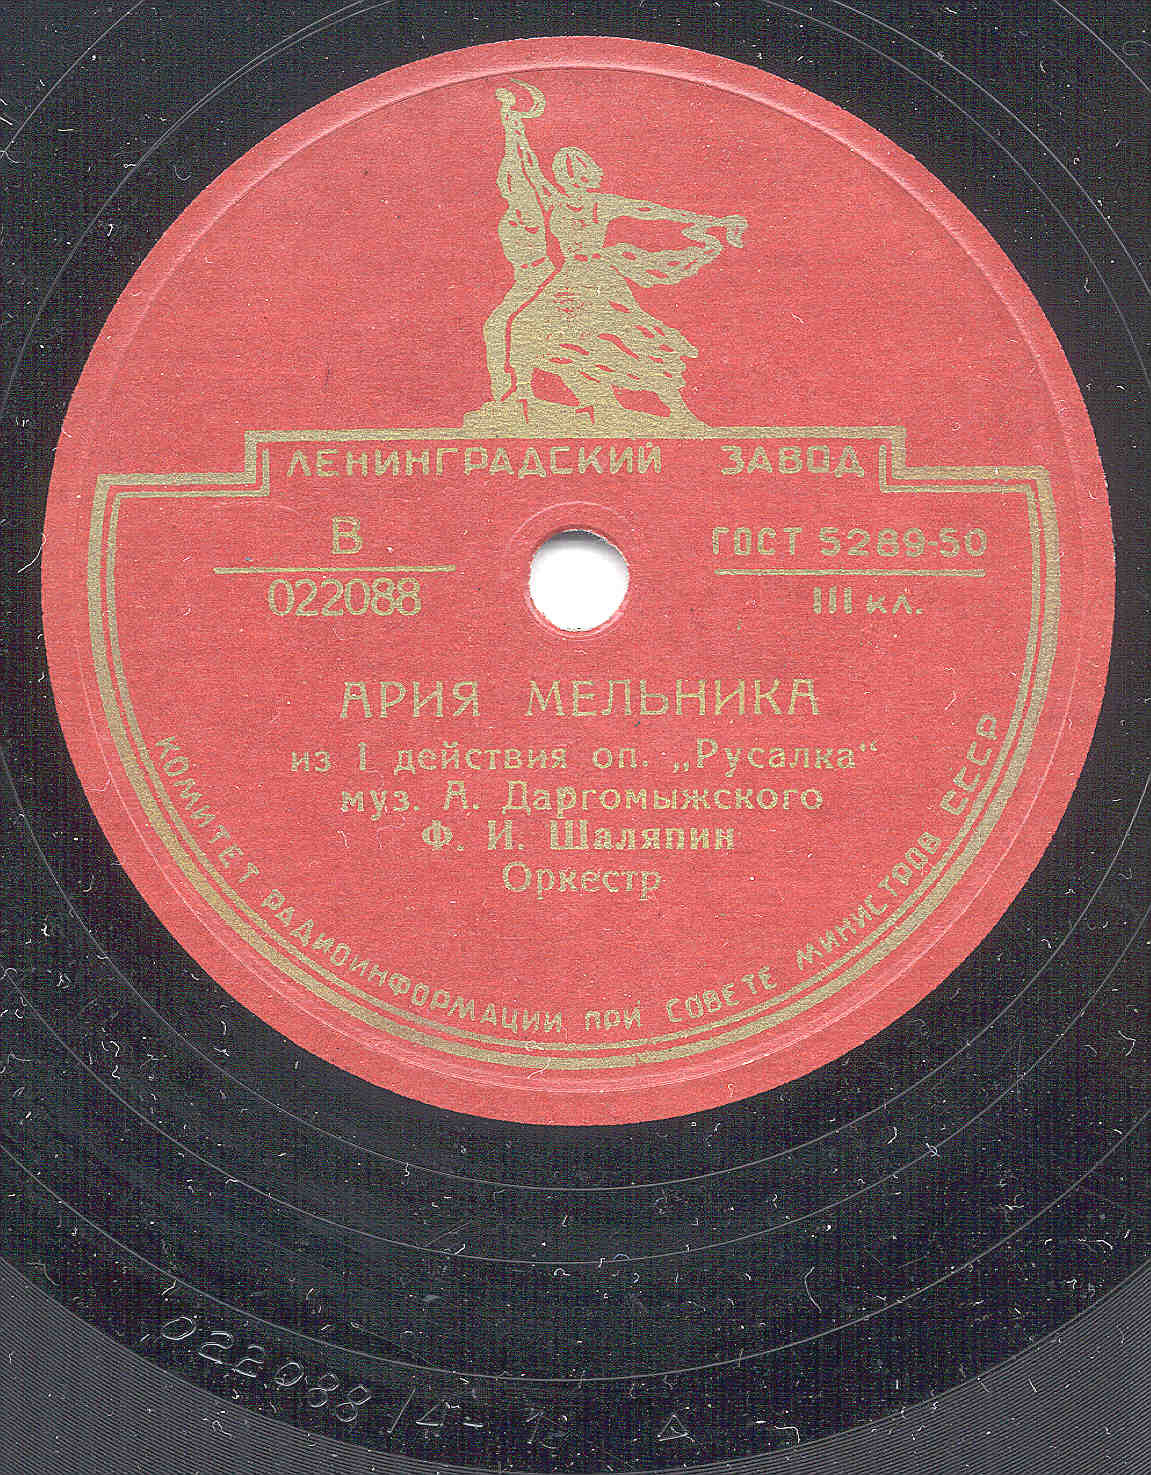 ЛЕНИНГРАДСКИЙ ЗАВОД
В
022088
ГОСТ 5289-50
III кл.
АРИЯ МЕЛЬНИКА
из I действия оп. „Русалка“
муз. А. Даргомыжского
Ф. И. Шаляпин
Оркестр
КОМИТЕТ РАДИОИНФОРМАЦИИ ПРИ СОВЕТЕ МИНИСТРОВ СССР
022088